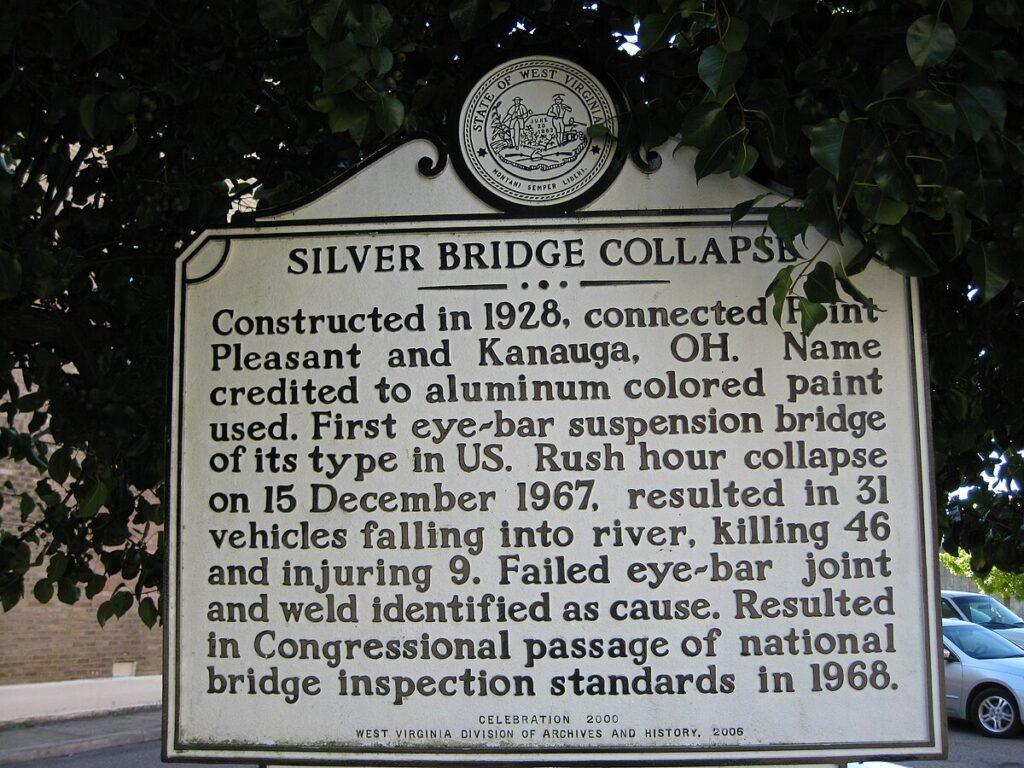 STATE OF WEST VIRGINIA
JUNE
20
1863
MONTANI SEMPER LIBERI
SILVER BRIDGE COLLAPSE
Constructed in 1928, connected Point
Pleasant and Kanauga, OH. Name
credited to aluminum colored paint
used. First eye-bar suspension bridge
of its type in US. Rush hour collapse
on 15 December 1967, resulted in 31
vehicles falling into river, killing 46
and injuring 9. Failed eye-bar joint
and weld identified as cause. Resulted
in Congressional passage of national
bridge inspection standards in 1968.
CELEBRATION 2000
WEST VIRGINIA DIVISION OF ARCHIVES AND HISTORY, 2006